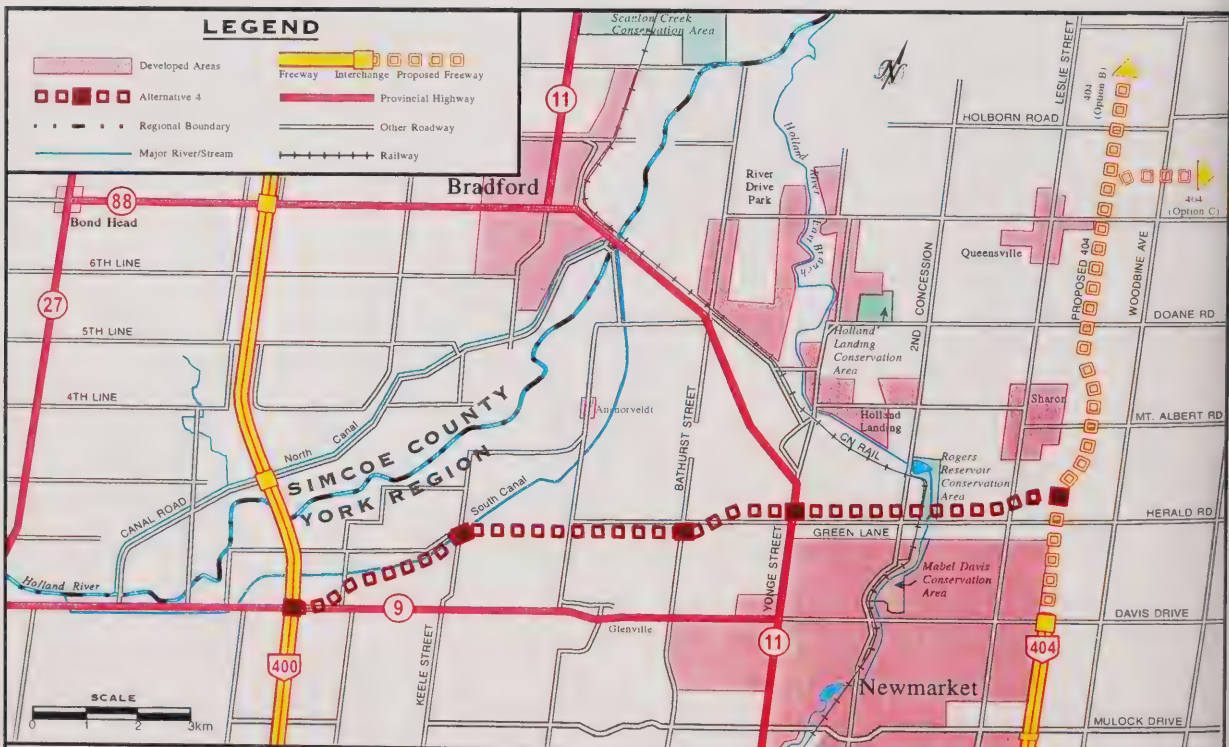 LEGEND
Developed Areas
Freeway Interchange Proposed Freeway
Alternative 4
Provincial Highway
Regional Boundary
Other Roadway
Major River/Stream
Railway
Scanlon Creek
Conservation Area
11
N
LESLIE STREET
404
(Option B)
HOLBORN ROAD
Bradford
88
Bond Head
River
Drive
Park
Holland River
East Branch
404
(Option C)
Queensville
6TH LINE
27
2ND CONCESSION
PROPOSED 404
WOODBINE AVE
5TH LINE
DOANE RD
Holland
Landing
Conservation
Area
4TH LINE
Ansnorveldt
BATHURST STREET
Sharon
MT. ALBERT RD
Holland
Landing
North Canal
CN RAIL
SIMCOE COUNTY
YORK REGION
Rogers
Reservoir
Conservation
Area
CANAL ROAD
South Canal
HERALD RD
GREEN LANE
Holland River
Mabel Davis
Conservation
Area
YONGE STREET
9
DAVIS DRIVE
Glenville
KEELE STREET
11
400
404
Newmarket
SCALE
0 1 2 3km
MULOCK DRIVE